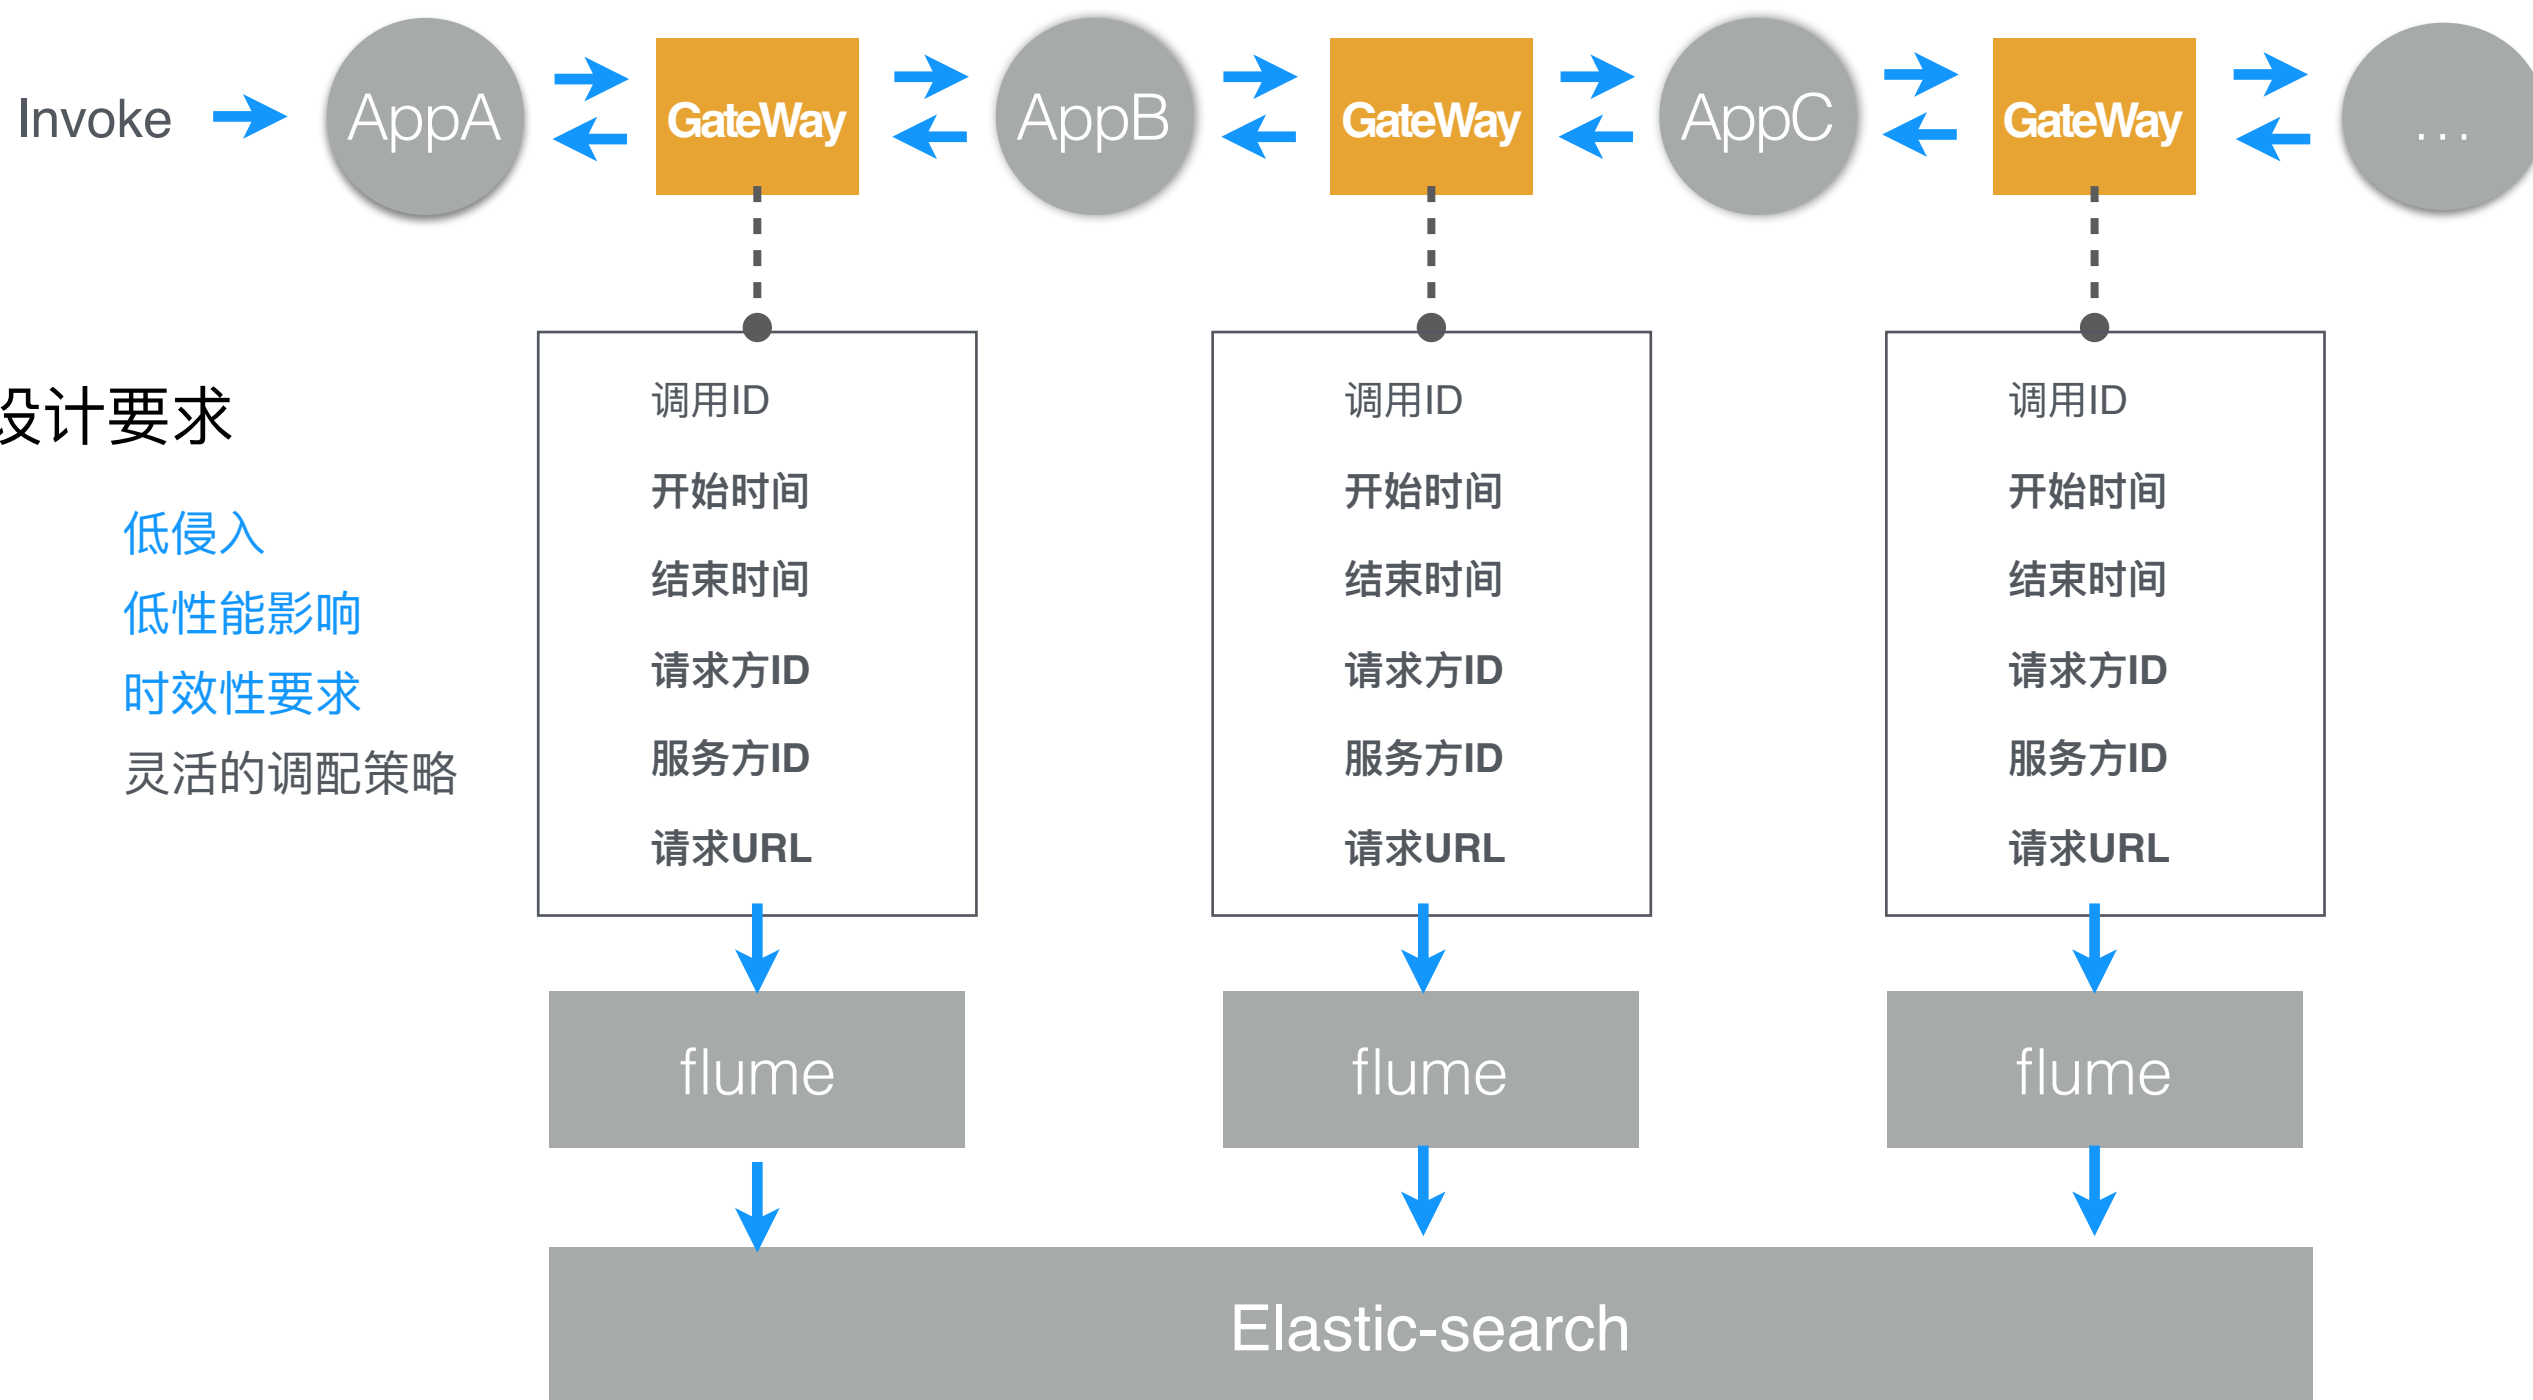 Invoke
AppA
GateWay
AppB
GateWay
AppC
GateWay
...
设计要求
低侵入
低性能影响
时效性要求
灵活的调配策略
调用ID
开始时间
结束时间
请求方ID
服务方ID
请求URL
调用ID
开始时间
结束时间
请求方ID
服务方ID
请求URL
调用ID
开始时间
结束时间
请求方ID
服务方ID
请求URL
flume
flume
flume
Elastic-search